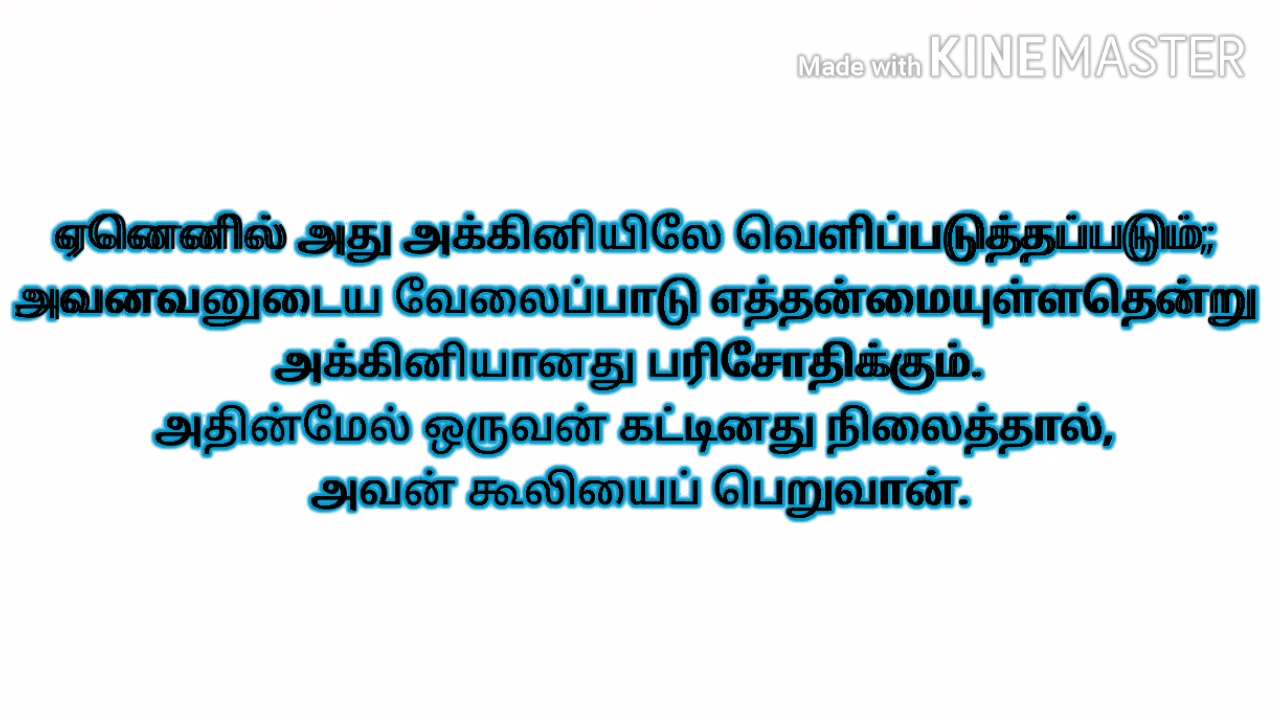 Made with KINEMASTER
ஏனெனில் அது அக்கினியிலே வெளிப்படுத்தப்படும்;
அவனவனுடைய வேலைப்பாடு எத்தன்மையுள்ளதென்று
அக்கினியானது பரிசோதிக்கும்.
அதின்மேல் ஒருவன் கட்டினது நிலைத்தால்,
அவன் கூலியைப் பெறுவான்.